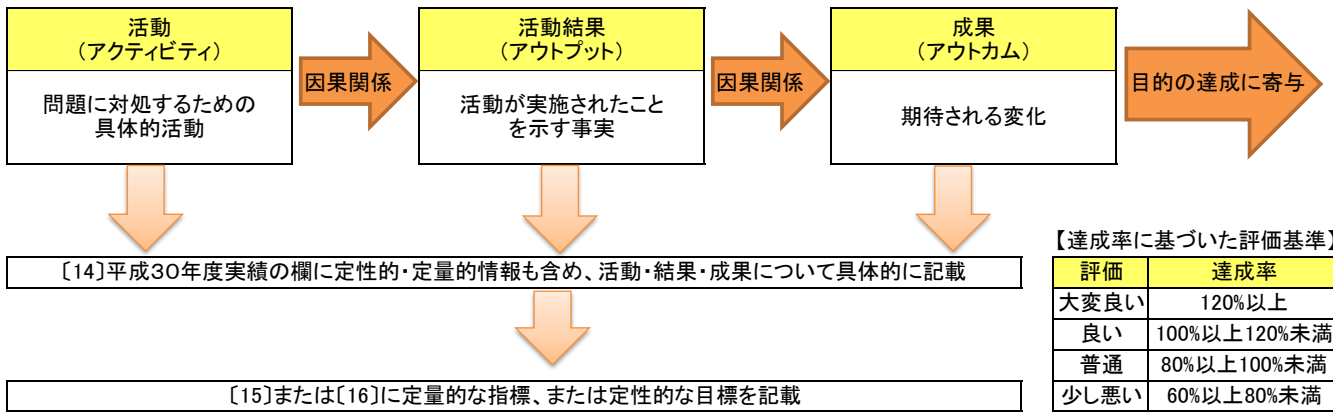 活動
（アクティビティ）
問題に対処するための
具体的活動
因果関係
活動結果
（アウトプット）
活動が実施されたこと
を示す事実
因果関係
成果
（アウトカム）
期待される変化
目的の達成に寄与
〔14〕平成３０年度実績の欄に定性的・定量的情報も含め、活動・結果・成果について具体的に記載
〔15〕または〔16〕に定量的な指標、または定性的な目標を記載
【達成率に基づいた評価基準】
評価 達成率
大変良い 120%以上
良い 100%以上120%未満
普通 80%以上100%未満
少し悪い 60%以上80%未満